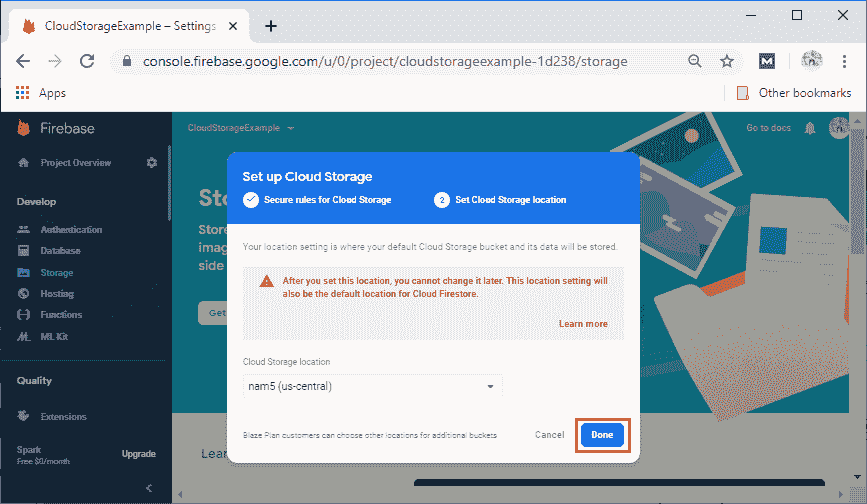 CloudStorageExample – Settings
console.firebase.google.com/u/0/project/cloudstorageexample-1d238/storage
Apps
Other bookmarks
Firebase
CloudStorageExample
Go to docs
Project Overview
Develop
Authentication
Database
Storage
Hosting
Functions
ML Kit
Quality
Extensions
Spark
Free $0/month
Upgrade
Store
side
Get
Lear
Set up Cloud Storage
Secure rules for Cloud Storage
2 Set Cloud Storage location
Your location setting is where your default Cloud Storage bucket and its data will be stored.
After you set this location, you cannot change it later. This location setting will
also be the default location for Cloud Firestore.
Learn more
Cloud Storage location
nam5 (us-central)
Blaze Plan customers can choose other locations for additional buckets
Cancel
Done